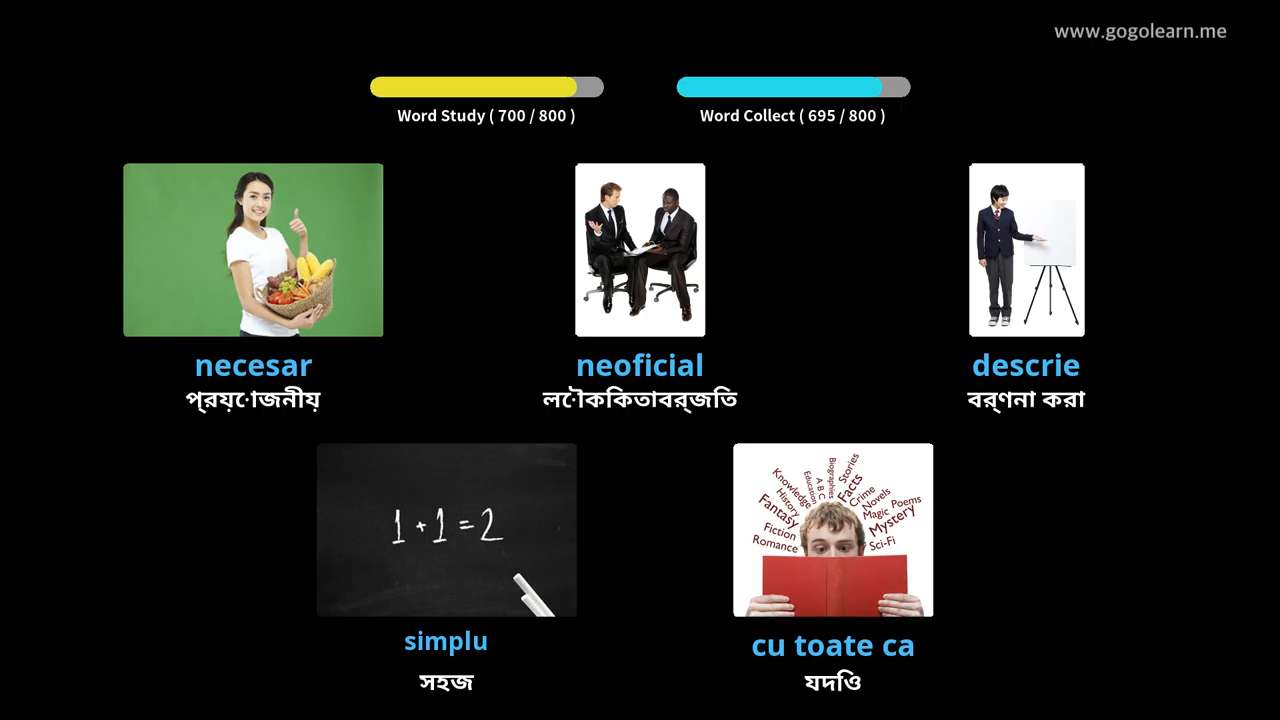 www.gogolearn.me
Word Study ( 700 / 800 )
Word Collect ( 695 / 800 )
necesar
neoficial
descrie
প্রয়োজনীয়
লৌকিকতাবর্জিত
বর্ণনা করা
1 + 1 = 2
Knowledge
History
Fantasy
Fiction
Romance
Education
A B C
Biographies
Stories
Facts
Crime
Novels
Magic
Poems
Mystery
Sci-Fi
simplu
cu toate ca
সহজ
যদিও